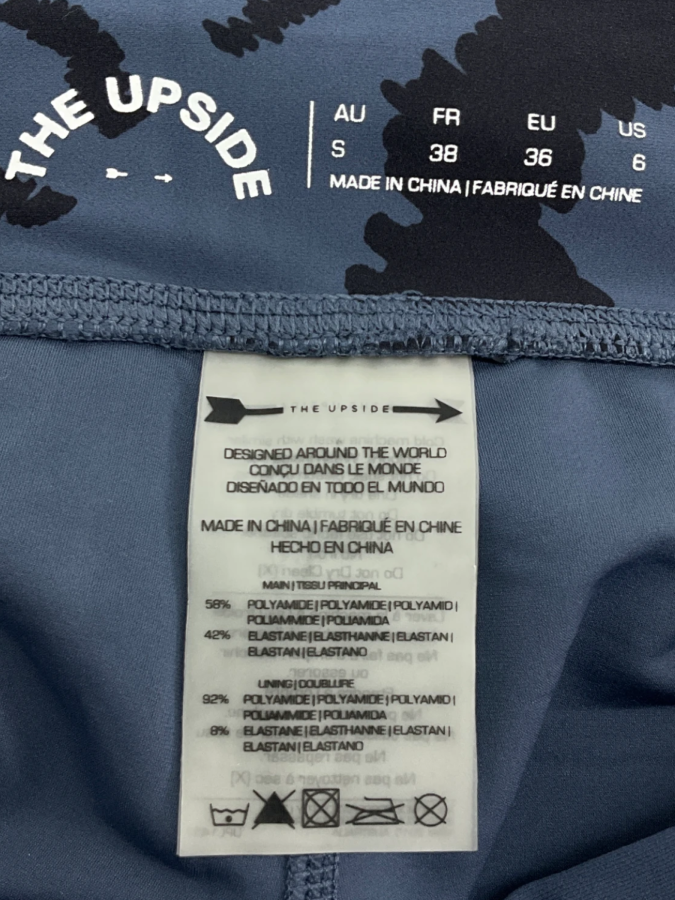 THE UPSIDE
AU FR EU US
S 38 36 6
MADE IN CHINA | FABRIQUÉ EN CHINE
THE UPSIDE
DESIGNED AROUND THE WORLD
CONÇU DANS LE MONDE
DISEÑADO EN TODO EL MUNDO
MADE IN CHINA | FABRIQUÉ EN CHINE
HECHO EN CHINA
MAIN | TISSU PRINCIPAL
58% POLYAMIDE | POLYAMIDE | POLYAMID |
POLIAMMIDE | POLIAMIDA
42% ELASTANE | ELASTHANNE | ELASTAN |
ELASTAN | ELASTANO
LINING | DOUBLURE
92% POLYAMIDE | POLYAMIDE | POLYAMID |
POLIAMMIDE | POLIAMIDA
8% ELASTANE | ELASTHANNE | ELASTAN |
ELASTAN | ELASTANO